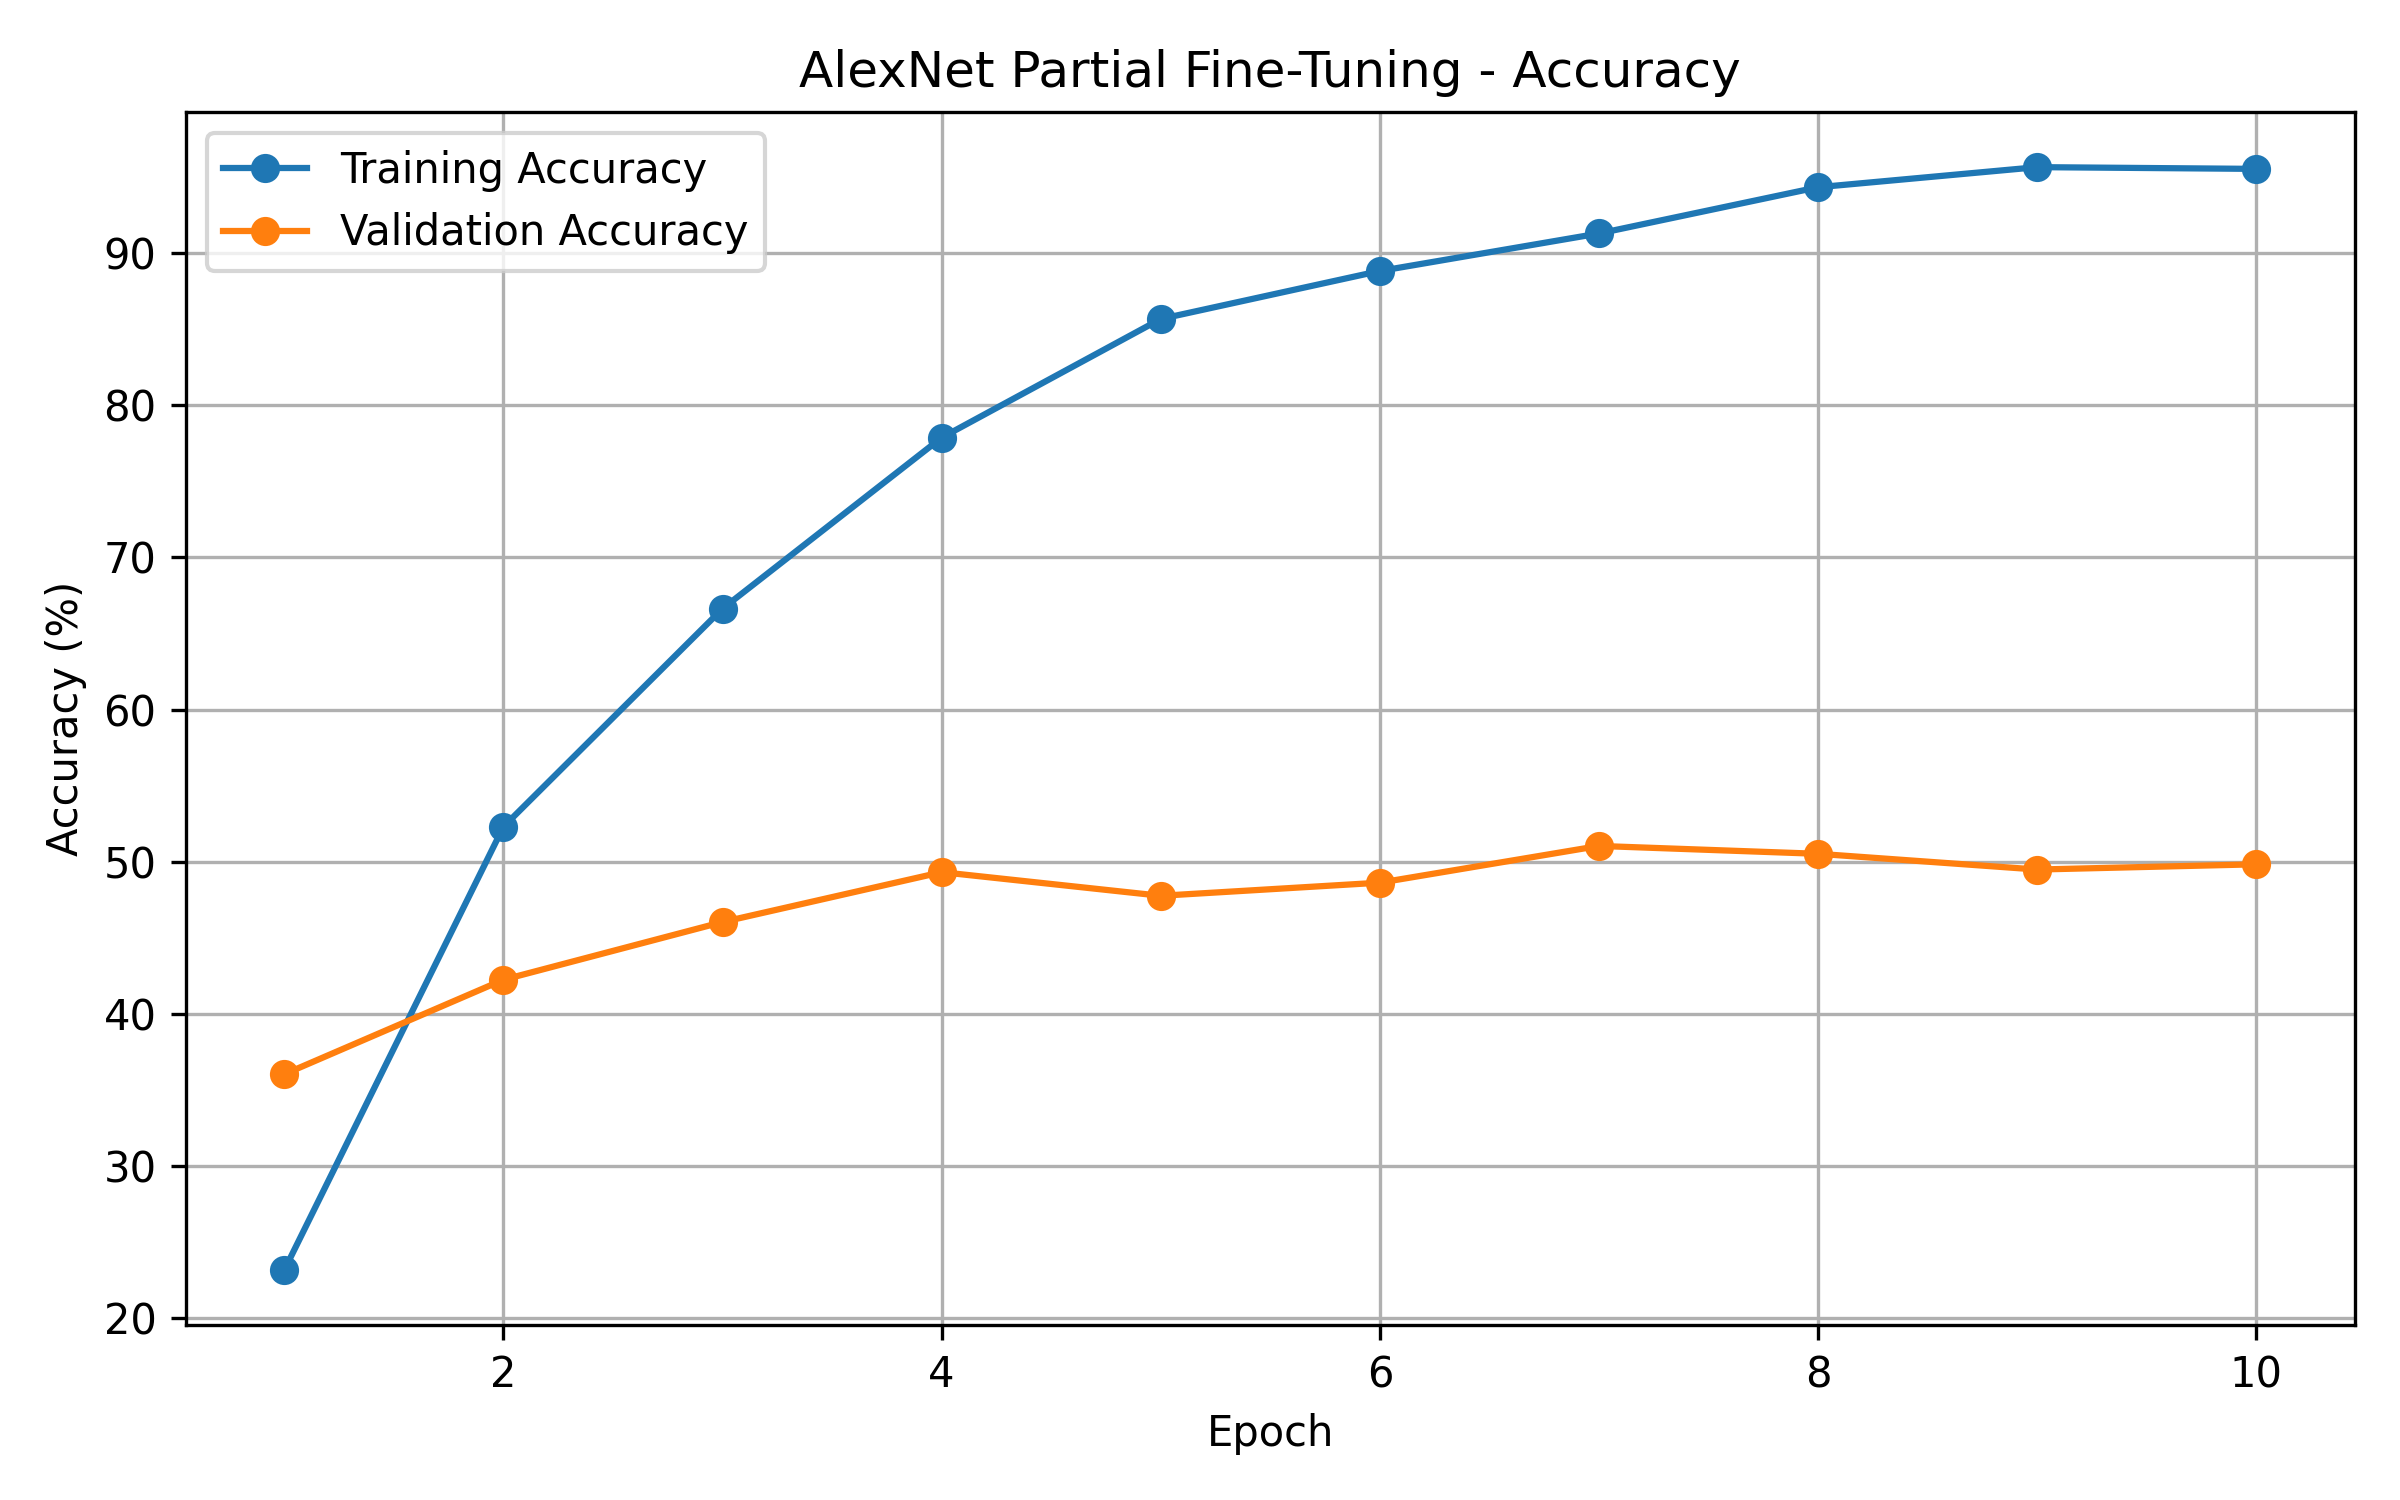 AlexNet Partial Fine-Tuning - Accuracy
Training Accuracy
Validation Accuracy
90
80
70
60
50
40
30
20
Accuracy (%)
2 4 6 8 10
Epoch